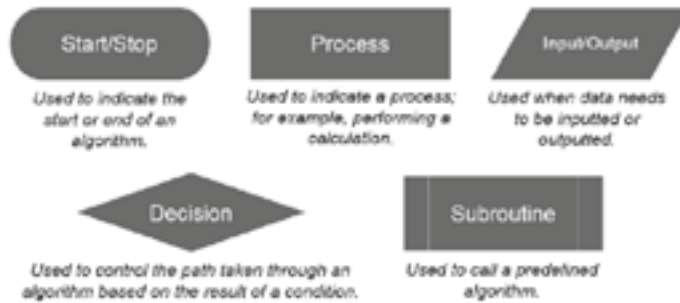 Start/Stop
Used to indicate the
start or end of an
algorithm.
Process
Used to indicate a process;
for example, performing a
calculation.
Input/Output
Used when data needs
to be inputted or
outputted.
Decision
Used to control the path taken through an
algorithm based on the result of a condition.
Subroutine
Used to call a predefined
algorithm.